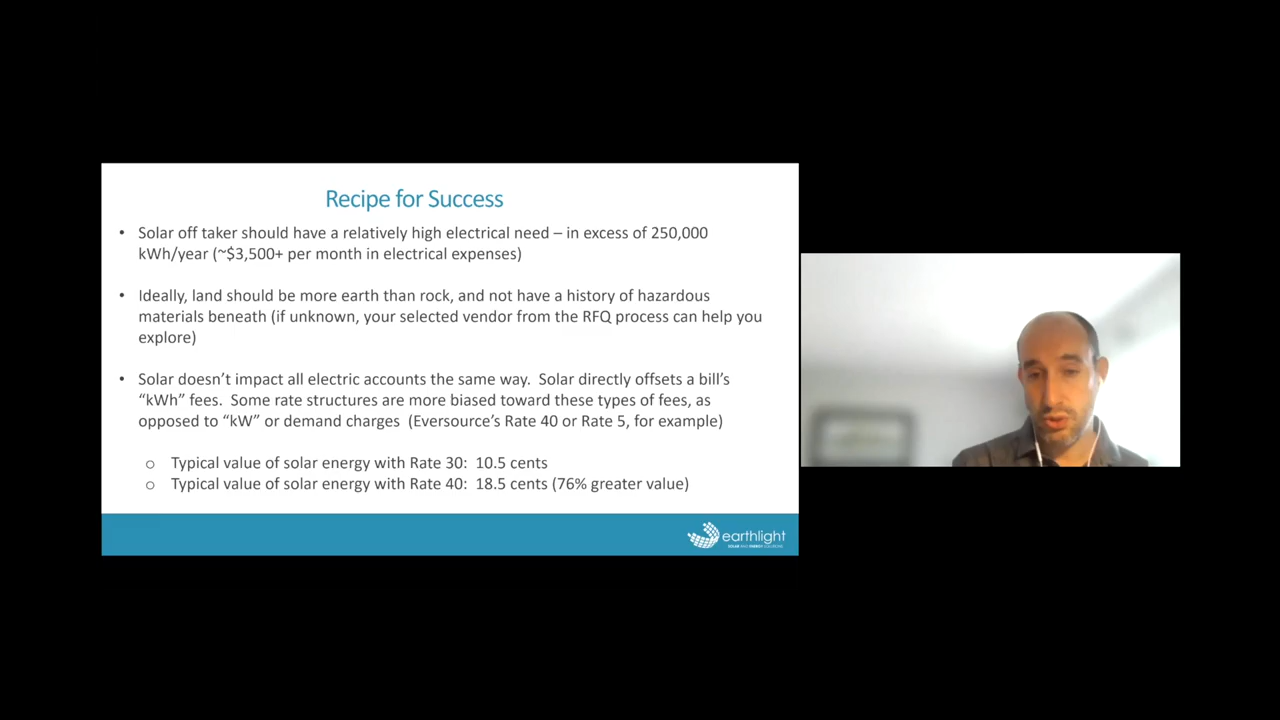 Recipe for Success
• Solar off taker should have a relatively high electrical need – in excess of 250,000
kWh/year (~$3,500+ per month in electrical expenses)
• Ideally, land should be more earth than rock, and not have a history of hazardous
materials beneath (if unknown, your selected vendor from the RFQ process can help you
explore)
• Solar doesn’t impact all electric accounts the same way.  Solar directly offsets a bill’s
“kWh” fees.  Some rate structures are more biased toward these types of fees, as
opposed to “kW” or demand charges  (Eversource’s Rate 40 or Rate 5, for example)
o Typical value of solar energy with Rate 30:  10.5 cents
o Typical value of solar energy with Rate 40:  18.5 cents (76% greater value)
earthlight
SOLAR AND ENERGY SOLUTIONS